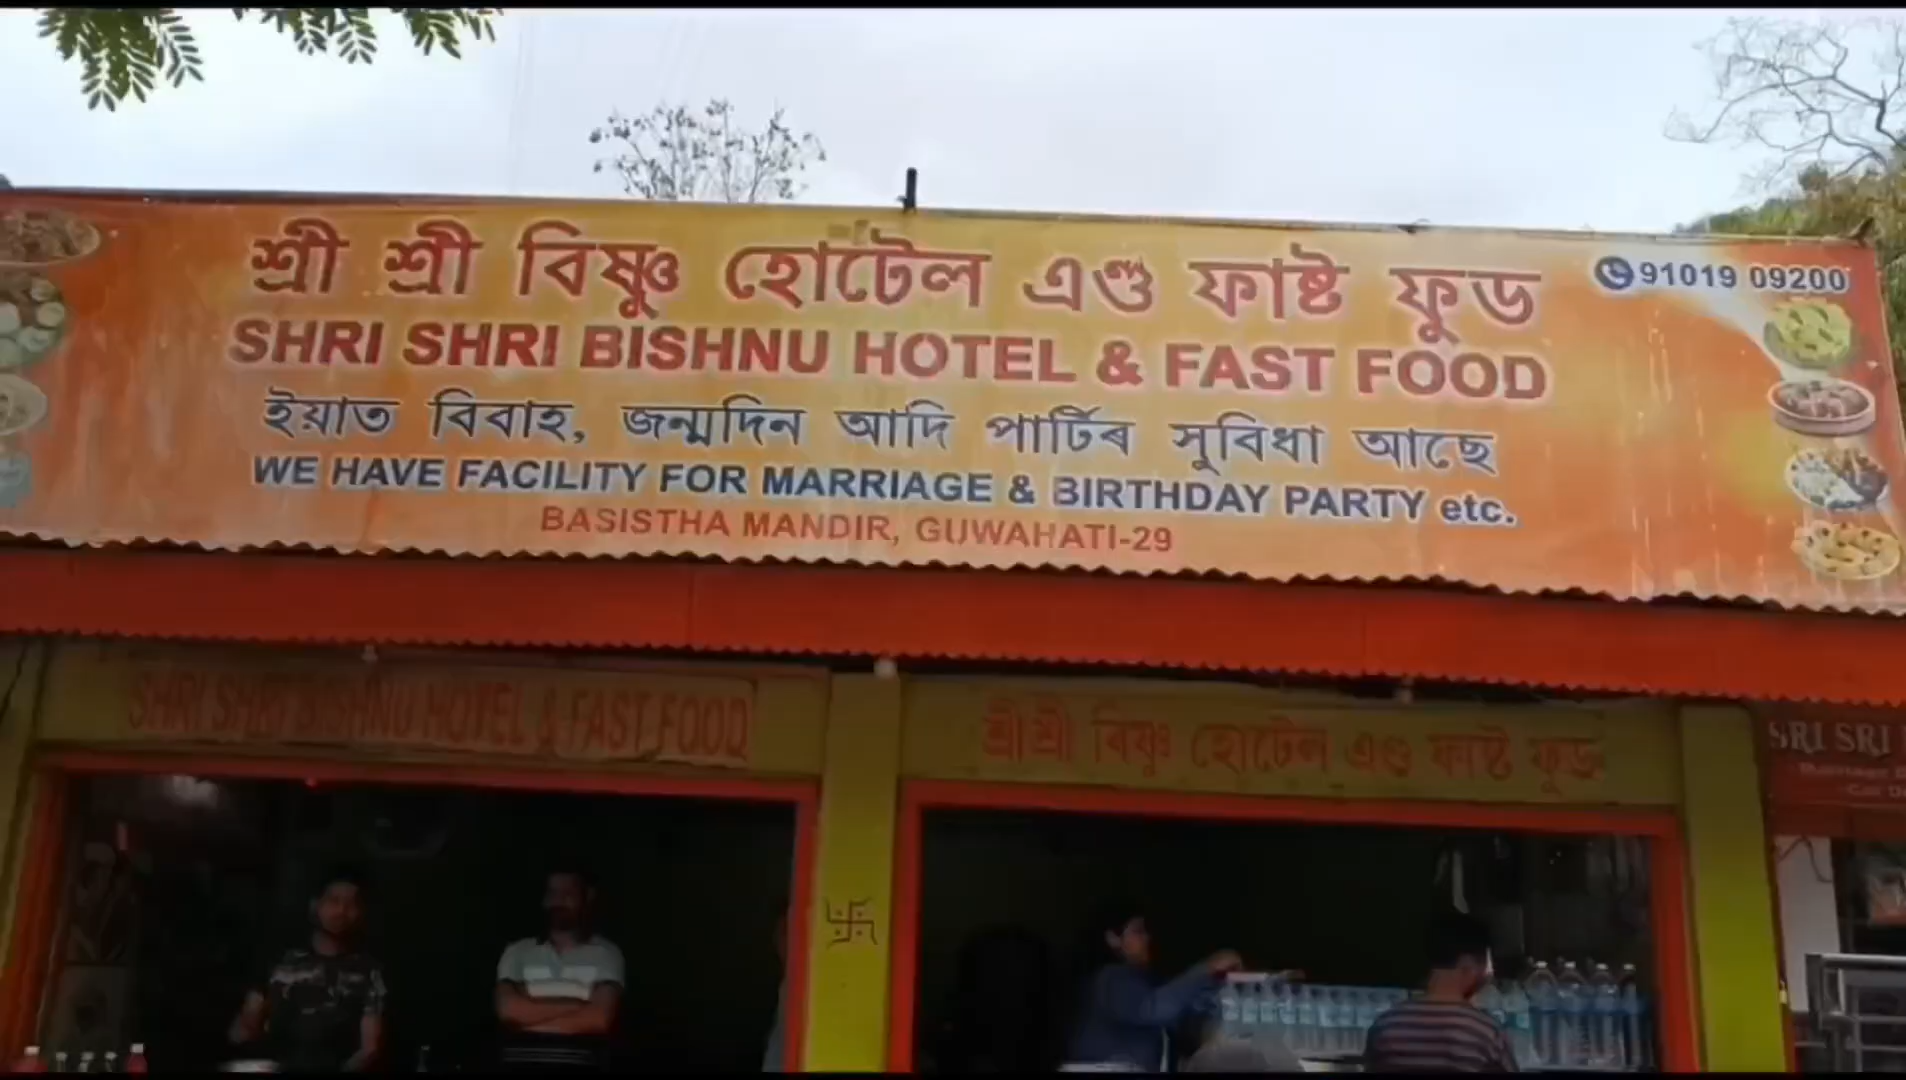 শ্ৰী শ্ৰী বিষ্ণু হোটেল এণ্ড ফাষ্ট ফুড
91019 09200
SHRI SHRI BISHNU HOTEL & FAST FOOD
ইয়াত বিবাহ, জন্মদিন আদি পাৰ্টিৰ সুবিধা আছে
WE HAVE FACILITY FOR MARRIAGE & BIRTHDAY PARTY etc.
BASISTHA MANDIR, GUWAHATI-29
SHRI SHRI BISHNU HOTEL & FAST FOOD
শ্ৰীশ্ৰী বিষ্ণু হোটেল এণ্ড ফাষ্ট ফুড
SRI SRI